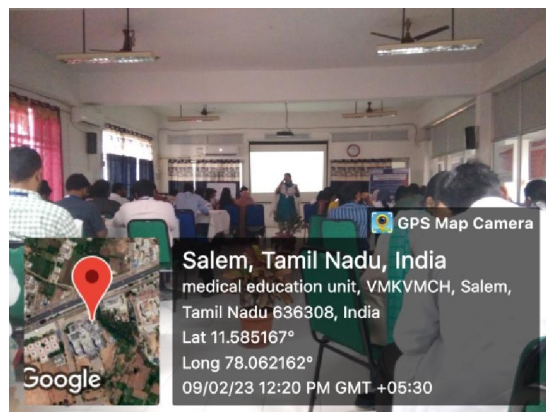 GPS Map Camera
Salem, Tamil Nadu, India
medical education unit, VMKVMCH, Salem,
Tamil Nadu 636308, India
Lat 11.585167°
Long 78.062162°
09/02/23 12:20 PM GMT +05:30
Google